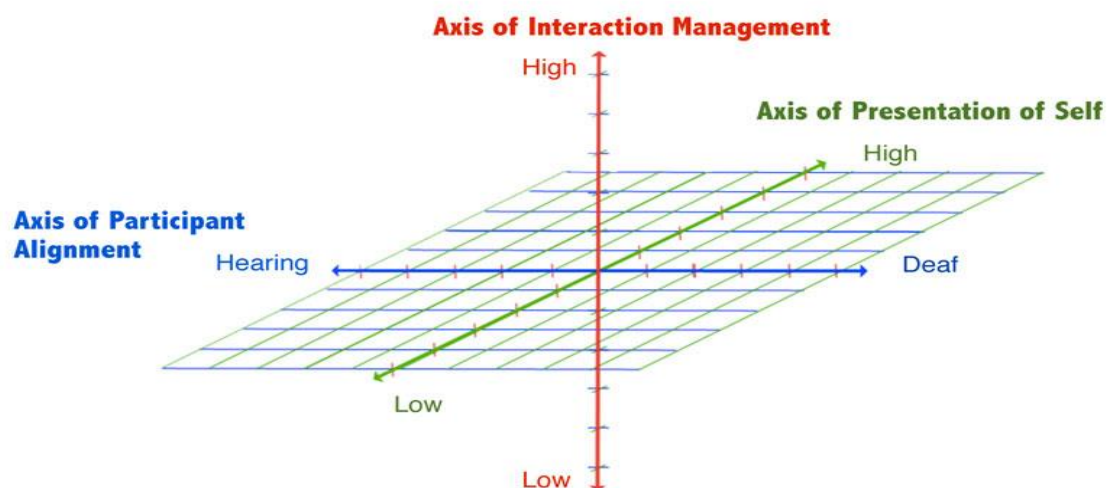 Axis of Interaction Management
High
Axis of Presentation of Self
High
Axis of Participant
Alignment
Hearing
Deaf
Low
Low